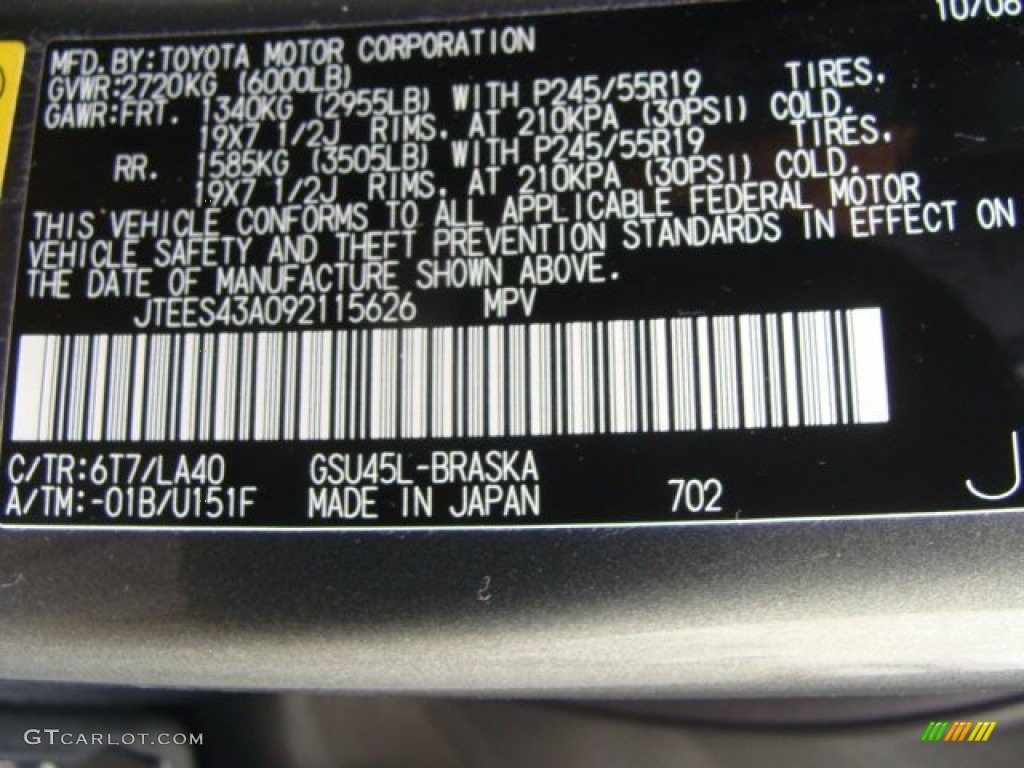 10/08
MFD. BY: TOYOTA MOTOR CORPORATION
GVWR: 2720KG (6000LB)
GAWR: FRT. 1340KG (2955LB) WITH P245/55R19 TIRES,
19X7 1/2J RIMS, AT 210KPA (30PSI) COLD.
RR. 1585KG (3505LB) WITH P245/55R19 TIRES,
19X7 1/2J RIMS, AT 210KPA (30PSI) COLD.
THIS VEHICLE CONFORMS TO ALL APPLICABLE FEDERAL MOTOR
VEHICLE SAFETY AND THEFT PREVENTION STANDARDS IN EFFECT ON
THE DATE OF MANUFACTURE SHOWN ABOVE.
JTEES43A092115626 MPV
C/TR: 6T7/LA40 GSU45L-BRASKA
A/TM: -01B/U151F MADE IN JAPAN 702
J
GTCARLOT.COM